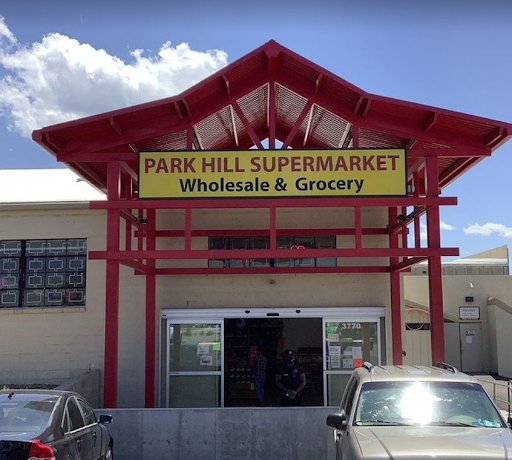 PARK HILL SUPERMARKET
Wholesale & Grocery
3770